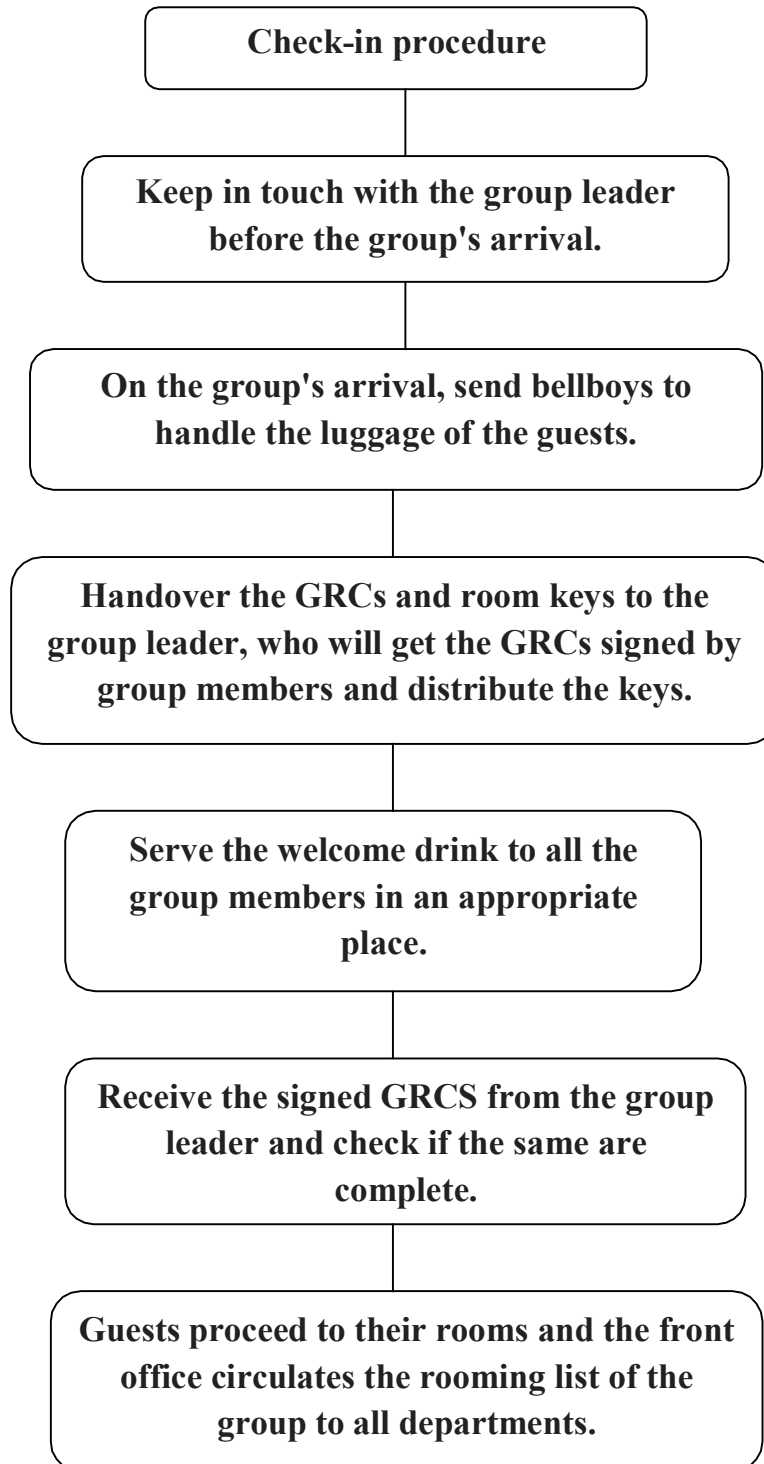 Check-in procedure
Keep in touch with the group leader
before the group's arrival.
On the group's arrival, send bellboys to
handle the luggage of the guests.
Handover the GRCs and room keys to the
group leader, who will get the GRCs signed by
group members and distribute the keys.
Serve the welcome drink to all the
group members in an appropriate
place.
Receive the signed GRCS from the group
leader and check if the same are
complete.
Guests proceed to their rooms and the front
office circulates the rooming list of the
group to all departments.